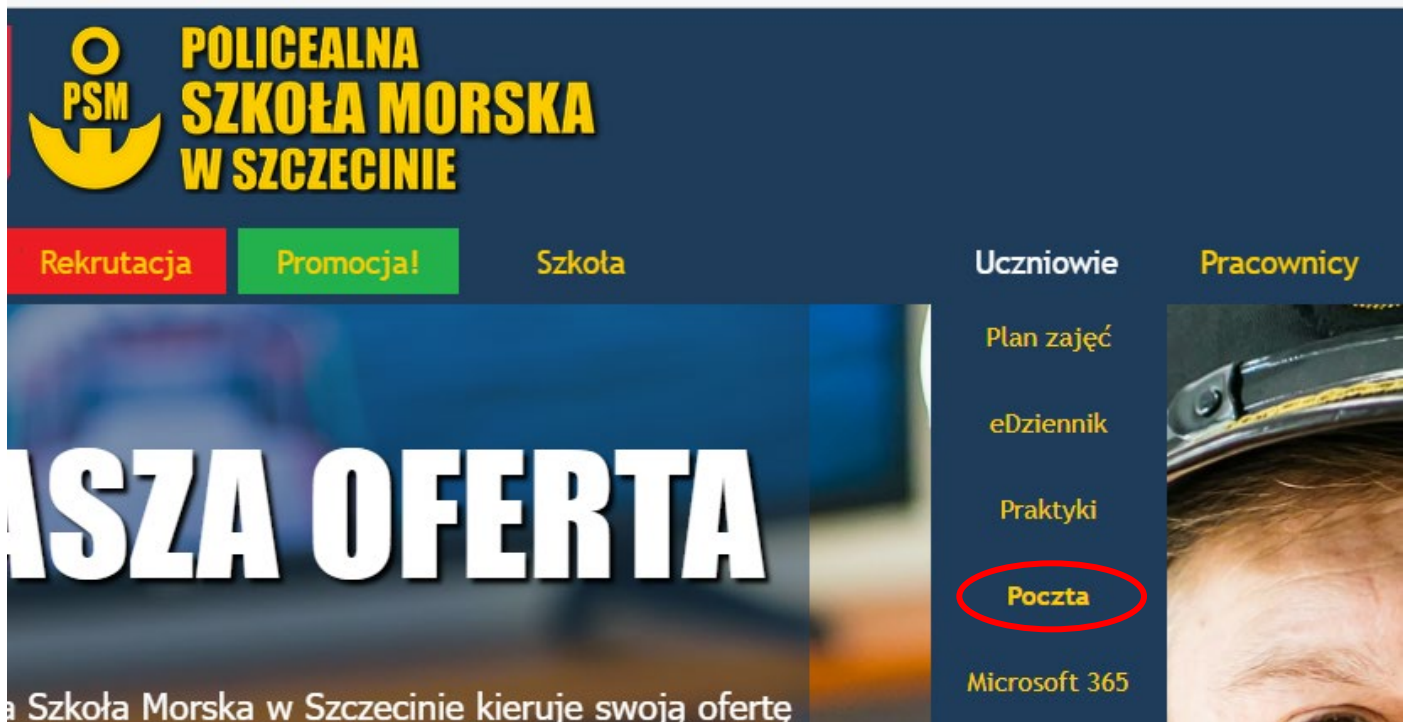 PSM
POLICEALNA
SZKOŁA MORSKA
W SZCZECINIE
Rekrutacja
Promocja!
Szkoła
Uczniowie
Pracownicy
Plan zajęć
eDziennik
Praktyki
Poczta
Microsoft 365
ASZA OFERTA
a Szkoła Morska w Szczecinie kieruje swoją ofertę